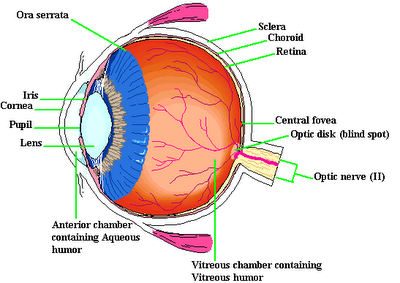 Ora serrata
Sclera
Choroid
Retina
Iris
Cornea
Pupil
Lens
Central fovea
Optic disk (blind spot)
Optic nerve (II)
Anterior chamber
containing Aqueous
humor
Vitreous chamber containing
Vitreous humor